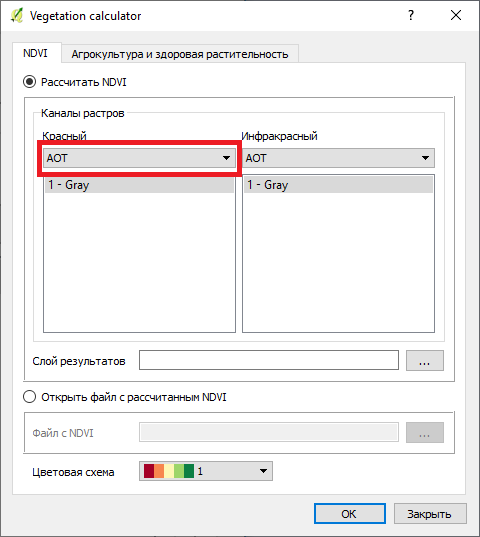 Vegetation calculator
NDVI
Агрокультура и здоровая растительность
Рассчитать NDVI
Каналы растров
Красный
Инфракрасный
AOT
AOT
1 - Gray
1 - Gray
Слой результатов
...
Открыть файл с рассчитанным NDVI
Файл с NDVI
...
Цветовая схема
1
OK
Закрыть